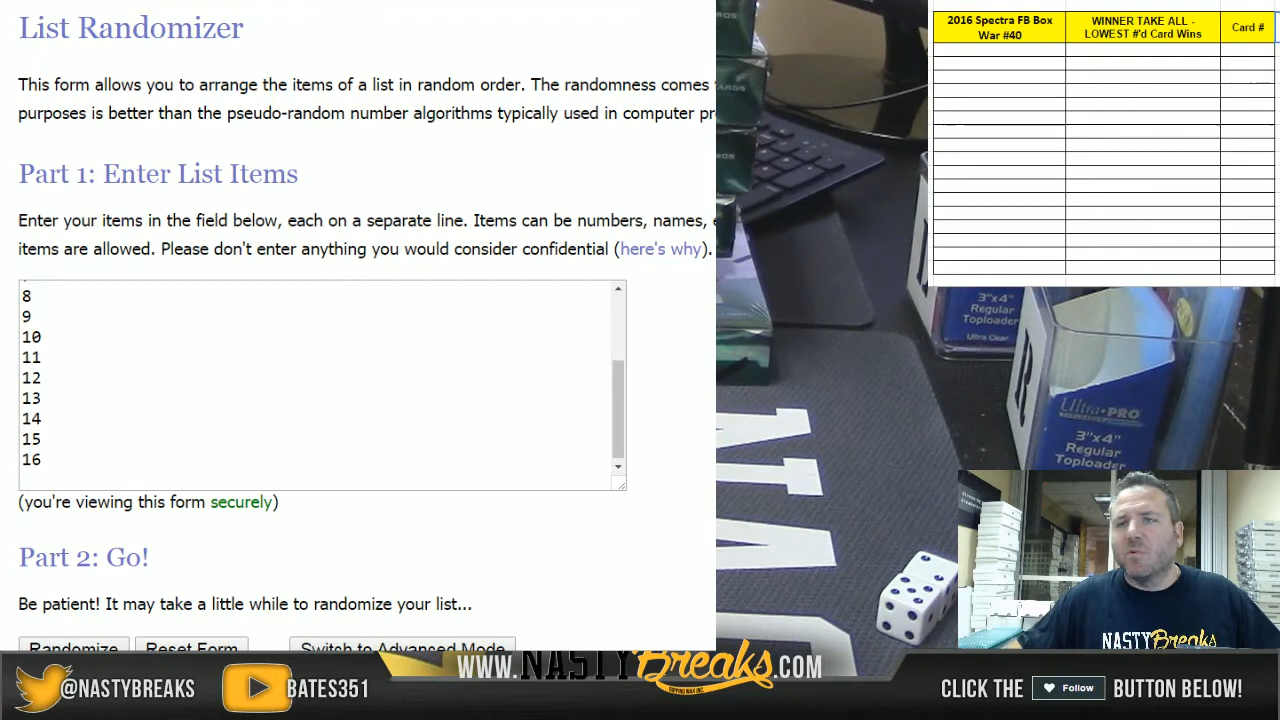 List Randomizer
This form allows you to arrange the items of a list in random order. The randomness comes
purposes is better than the pseudo-random number algorithms typically used in computer pr
Part 1: Enter List Items
Enter your items in the field below, each on a separate line. Items can be numbers, names, e
items are allowed. Please don't enter anything you would consider confidential (here's why).
8
9
10
11
12
13
14
15
16
(you're viewing this form securely)
Part 2: Go!
Be patient! It may take a little while to randomize your list...
Randomize Reset Form Switch to Advanced Mode
2016 Spectra FB Box War #40
WINNER TAKE ALL - LOWEST #'d Card Wins
Card #
3"x4"
Regular
Toploader
Ultra Clear
R
Ultra•PRO
3"x4"
Regular
Toploader
NASTY Breaks
@NASTYBREAKS
BATES351
WWW.NASTYBreaks.COM
RIPPING WAX INC.
CLICK THE Follow BUTTON BELOW!